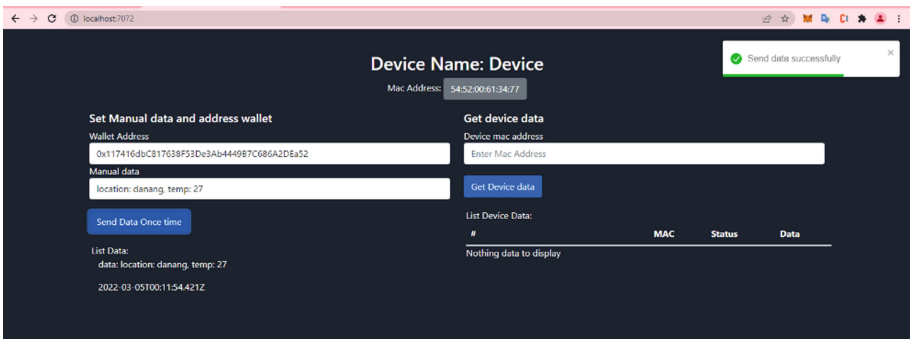 localhost:7072
Send data successfully
Device Name: Device
Mac Address: 54:52:00:61:34:77
Set Manual data and address wallet
Wallet Address
0x117416dbC817638F53De3Ab4449B7C686A2DEa52
Manual data
location: danang, temp: 27
Send Data Once time
List Data:
data: location: danang, temp: 27
2022-03-05T00:11:54.421Z
Get device data
Device mac address
Enter Mac Address
Get Device data
List Device Data:
# MAC Status Data
Nothing data to display